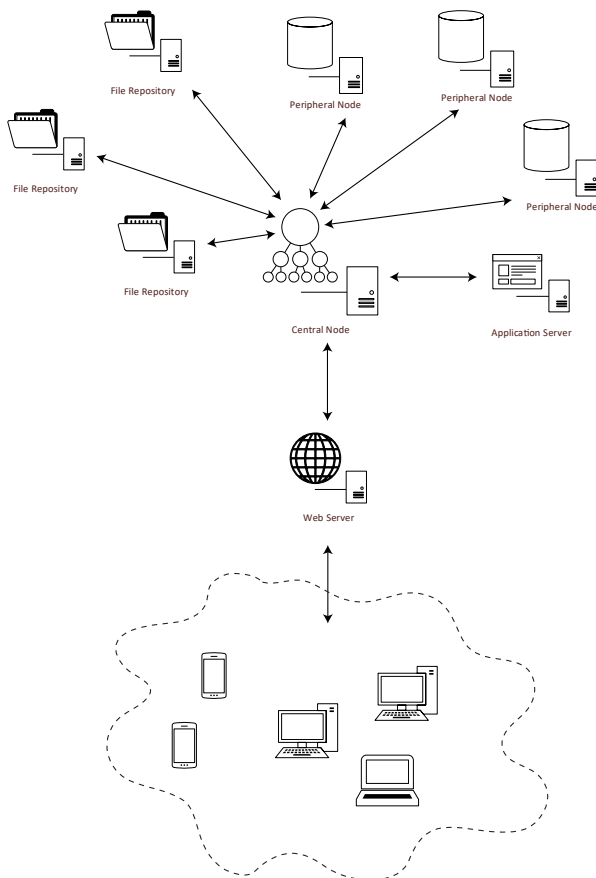 File Repository
Peripheral Node
Peripheral Node
File Repository
Peripheral Node
File Repository
Central Node
Application Server
Web Server